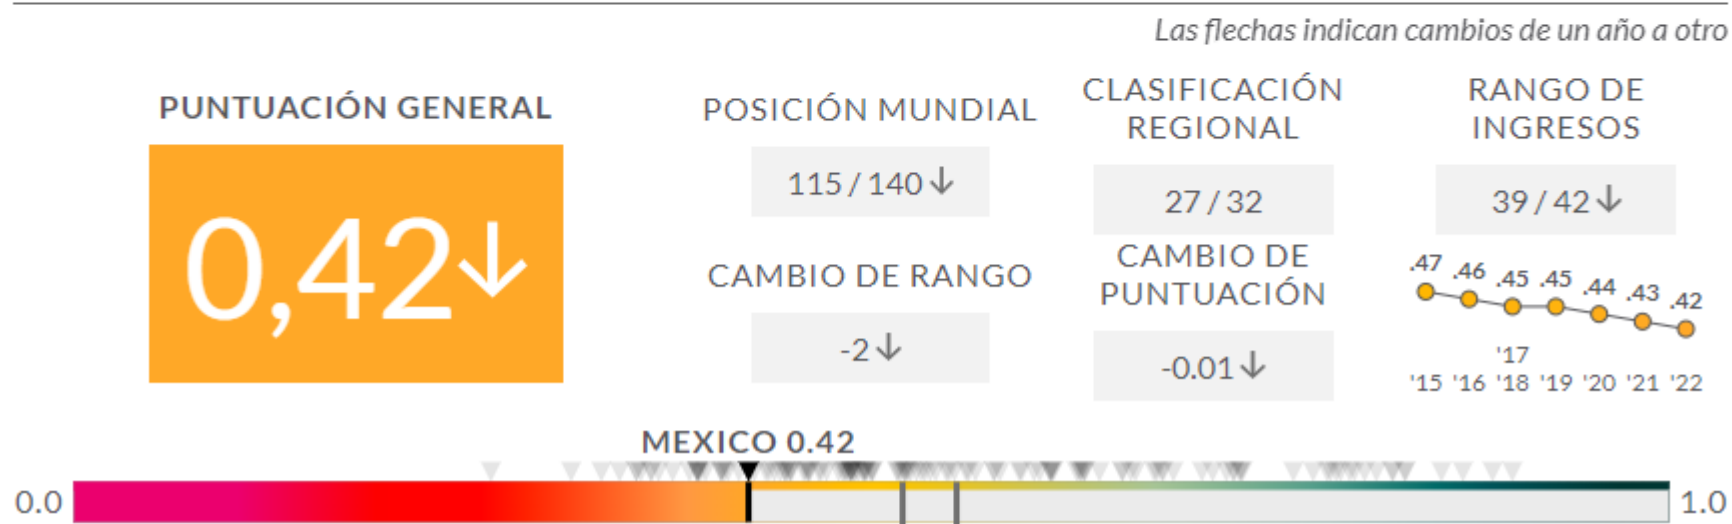 Las flechas indican cambios de un año a otro
PUNTUACIÓN GENERAL
0,42↓
POSICIÓN MUNDIAL
115 / 140 ↓
CLASIFICACIÓN
REGIONAL
27 / 32
RANGO DE
INGRESOS
39 / 42 ↓
CAMBIO DE RANGO
-2 ↓
CAMBIO DE
PUNTUACIÓN
-0.01 ↓
.47 .46 .45 .45 .44 .43 .42
'17
'15 '16 '18 '19 '20 '21 '22
MEXICO 0.42
0.0 1.0